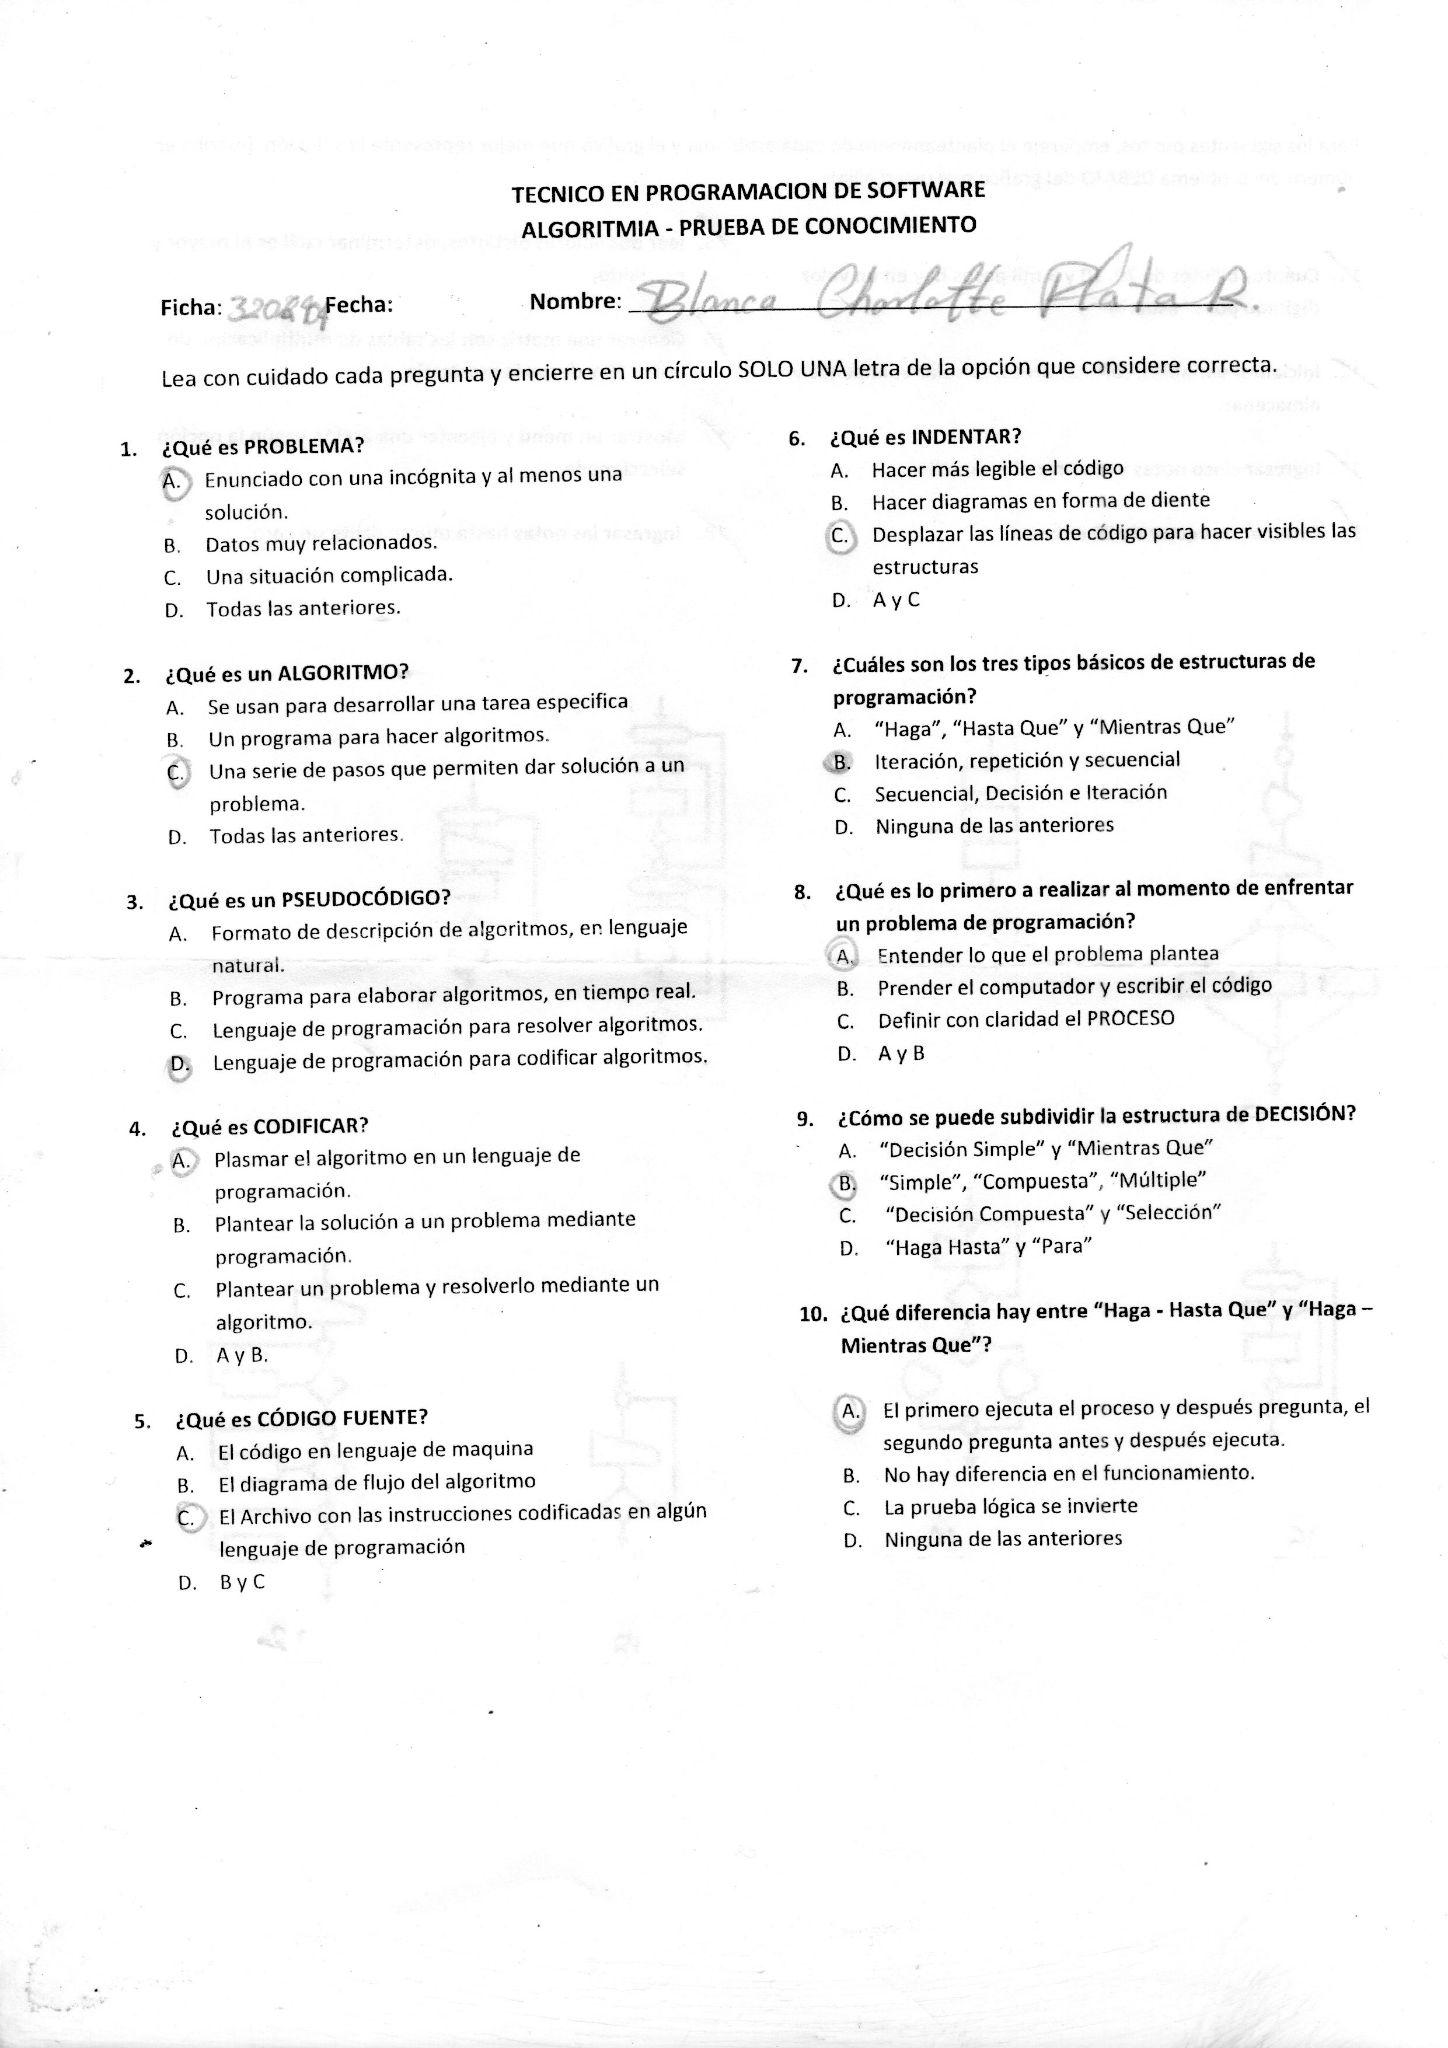 TECNICO EN PROGRAMACION DE SOFTWARE
ALGORITMIA - PRUEBA DE CONOCIMIENTO
Ficha: Fecha: Nombre: Blanca Charlotte Plata R.
Lea con cuidado cada pregunta y encierre en un círculo SOLO UNA letra de la opción que considere correcta.
1. ¿Qué es PROBLEMA?
A. Enunciado con una incógnita y al menos una
solución.
B. Datos muy relacionados.
C. Una situación complicada.
D. Todas las anteriores.
2. ¿Qué es un ALGORITMO?
A. Se usan para desarrollar una tarea especifica
B. Un programa para hacer algoritmos.
C. Una serie de pasos que permiten dar solución a un
problema.
D. Todas las anteriores.
3. ¿Qué es un PSEUDOCÓDIGO?
A. Formato de descripción de algoritmos, en lenguaje
natural.
B. Programa para elaborar algoritmos, en tiempo real.
C. Lenguaje de programación para resolver algoritmos.
D. Lenguaje de programación para codificar algoritmos.
4. ¿Qué es CODIFICAR?
A. Plasmar el algoritmo en un lenguaje de
programación.
B. Plantear la solución a un problema mediante
programación.
C. Plantear un problema y resolverlo mediante un
algoritmo.
D. A y B.
5. ¿Qué es CÓDIGO FUENTE?
A. El código en lenguaje de maquina
B. El diagrama de flujo del algoritmo
C. El Archivo con las instrucciones codificadas en algún
lenguaje de programación
D. B y C
6. ¿Qué es INDENTAR?
A. Hacer más legible el código
B. Hacer diagramas en forma de diente
C. Desplazar las líneas de código para hacer visibles las
estructuras
D. A y C
7. ¿Cuáles son los tres tipos básicos de estructuras de
programación?
A. “Haga”, “Hasta Que” y “Mientras Que”
B. Iteración, repetición y secuencial
C. Secuencial, Decisión e Iteración
D. Ninguna de las anteriores
8. ¿Qué es lo primero a realizar al momento de enfrentar
un problema de programación?
A. Entender lo que el problema plantea
B. Prender el computador y escribir el código
C. Definir con claridad el PROCESO
D. A y B
9. ¿Cómo se puede subdividir la estructura de DECISIÓN?
A. “Decisión Simple” y “Mientras Que”
B. “Simple”, “Compuesta”, “Múltiple”
C. “Decisión Compuesta” y “Selección”
D. “Haga Hasta” y “Para”
10. ¿Qué diferencia hay entre “Haga - Hasta Que” y “Haga –
Mientras Que”?
A. El primero ejecuta el proceso y después pregunta, el
segundo pregunta antes y después ejecuta.
B. No hay diferencia en el funcionamiento.
C. La prueba lógica se invierte
D. Ninguna de las anteriores